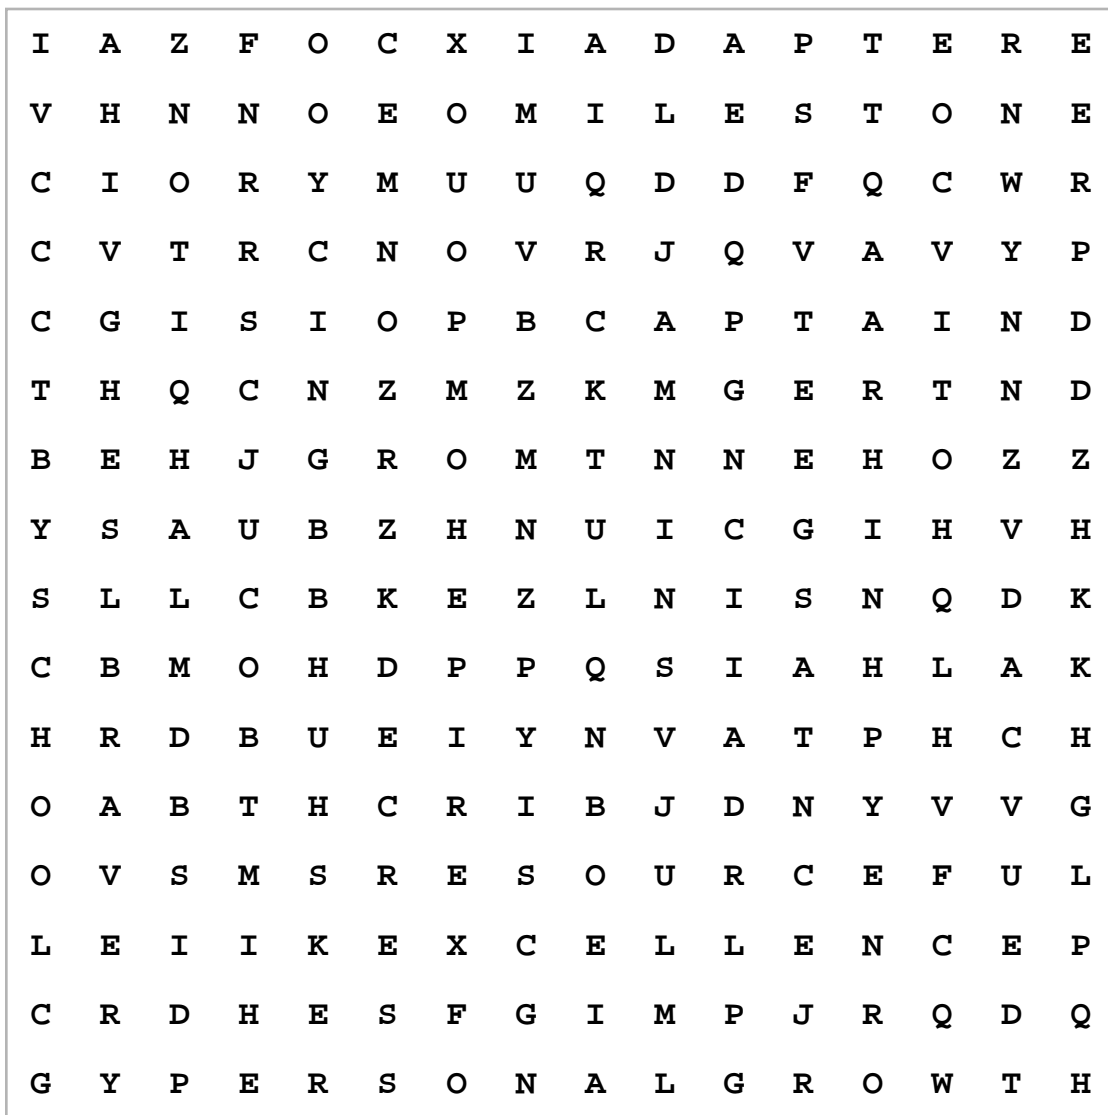 I A Z F O C X I A D A P T E R E
V H N N O E O M I L E S T O N E
C I O R Y M U U Q D D F Q C W R
C V T R C N O V R J Q V A V Y P
C G I S I O P B C A P T A I N D
T H Q C N Z M Z K M G E R T N D
B E H J G R O M T N N E H O Z Z
Y S A U B Z H N U I C G I H V H
S L L C B K E Z L N I S N Q D K
C B M O H D P P Q S I A H L A K
H R D B U E I Y N V A T P H C H
O A B T H C R I B J D N Y V V G
O V S M S R E S O U R C E F U L
L E I I K E X C E L L E N C E P
C R D H E S F G I M P J R Q D Q
G Y P E R S O N A L G R O W T H